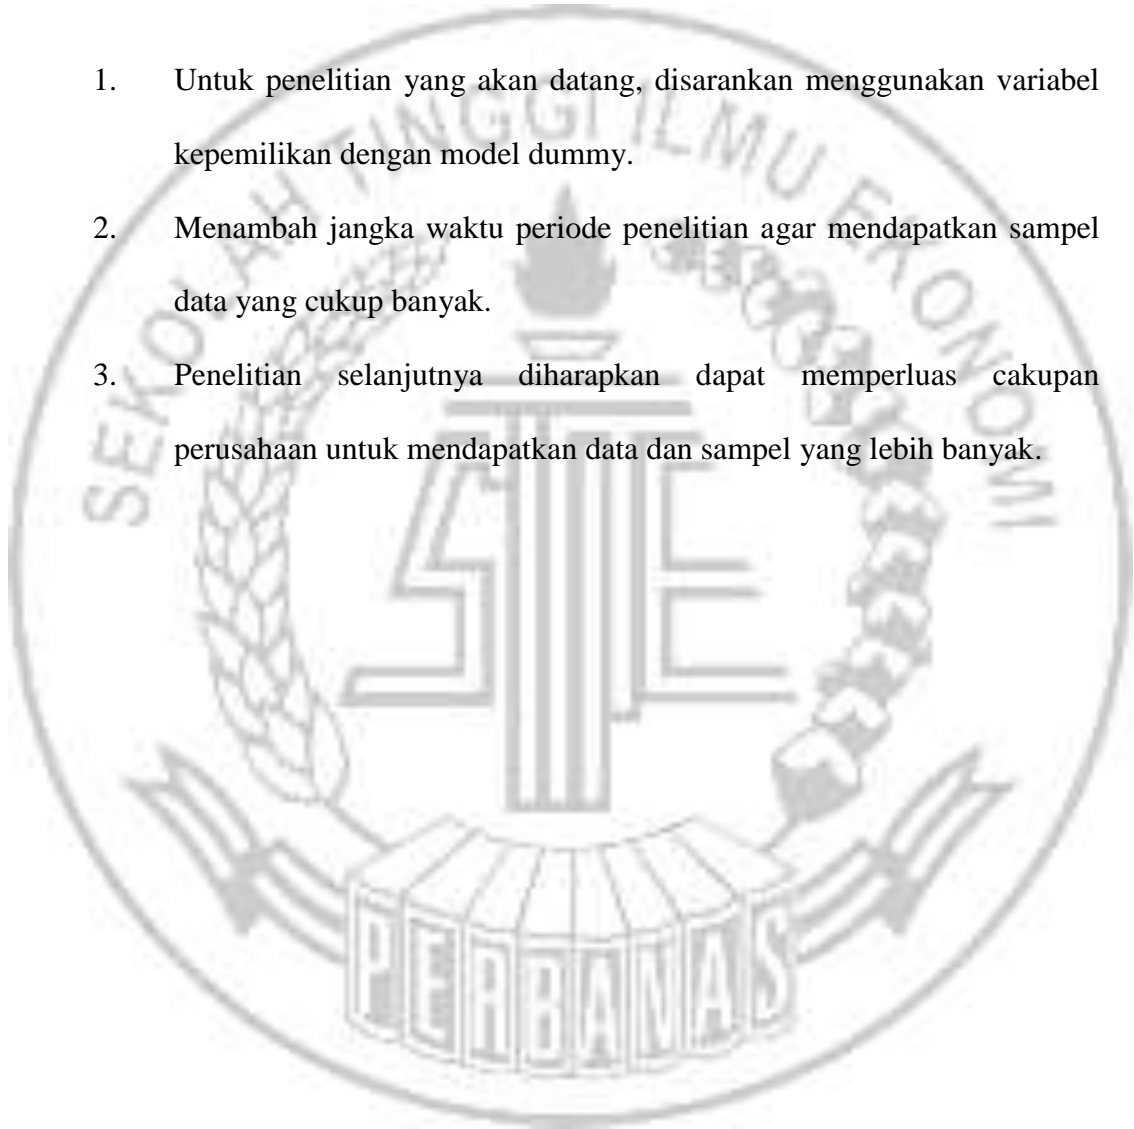 1. Untuk penelitian yang akan datang, disarankan menggunakan variabel
kepemilikan dengan model dummy.
2. Menambah jangka waktu periode penelitian agar mendapatkan sampel
data yang cukup banyak.
3. Penelitian selanjutnya diharapkan dapat memperluas cakupan
perusahaan untuk mendapatkan data dan sampel yang lebih banyak.
SEKOLAH TINGGI ILMU EKONOMI
STIE
PERBANAS